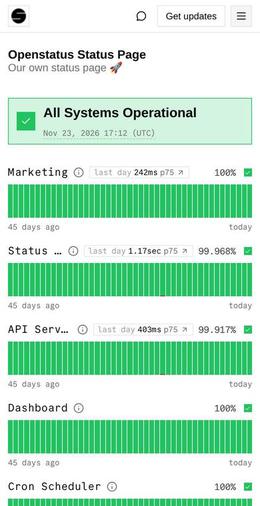 Get updates
Openstatus Status Page
Our own status page 🚀
All Systems Operational
Nov 23, 2026 17:12 (UTC)
Marketing last day 242ms p75 ↗ 100%
45 days ago today
Status … last day 1.17sec p75 ↗ 99.968%
45 days ago today
API Serv… last day 403ms p75 ↗ 99.917%
45 days ago today
Dashboard 100%
45 days ago today
Cron Scheduler 100%